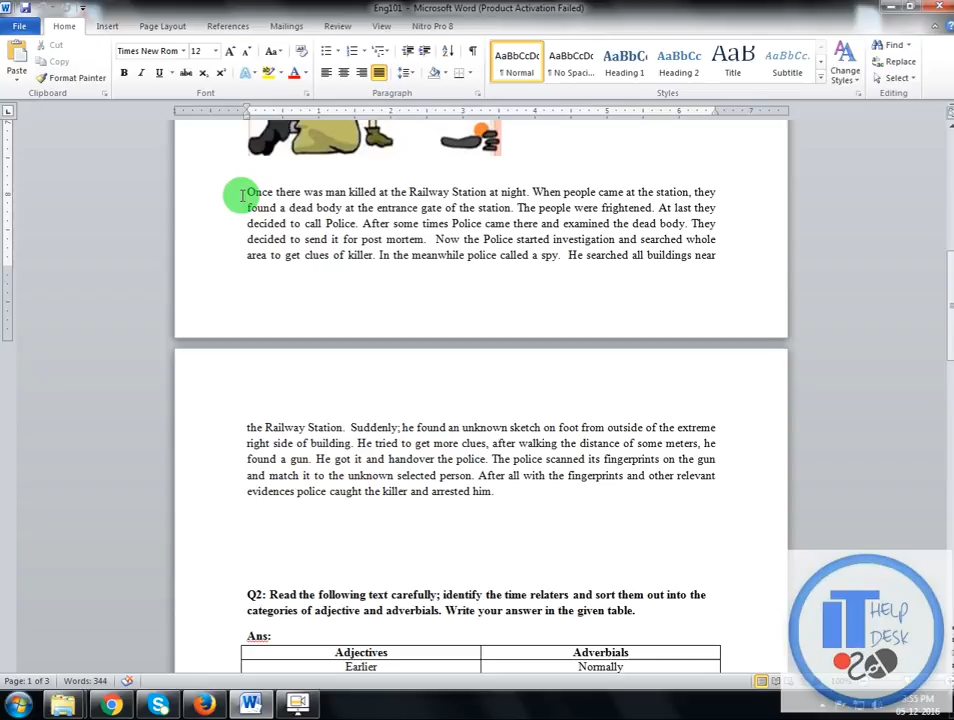 Eng101 - Microsoft Word (Product Activation Failed)
File Home Insert Page Layout References Mailings Review View Nitro Pro 8
Paste
Cut
Copy
Format Painter
Clipboard
Times New Rom 12
Font
Paragraph
AaBbCcDc AaBbCcDc AaBbCc AaBbCc AaB AaBbCc.
¶ Normal ¶ No Spaci... Heading 1 Heading 2 Title Subtitle
Change Styles
Styles
Find
Replace
Select
Editing
Once there was man killed at the Railway Station at night. When people came at the station, they
found a dead body at the entrance gate of the station. The people were frightened. At last they
decided to call Police. After some times Police came there and examined the dead body. They
decided to send it for post mortem. Now the Police started investigation and searched whole
area to get clues of killer. In the meanwhile police called a spy. He searched all buildings near
the Railway Station. Suddenly; he found an unknown sketch on foot from outside of the extreme
right side of building. He tried to get more clues, after walking the distance of some meters, he
found a gun. He got it and handover the police. The police scanned its fingerprints on the gun
and match it to the unknown selected person. After all with the fingerprints and other relevant
evidences police caught the killer and arrested him.
Q2: Read the following text carefully; identify the time relaters and sort them out into the
categories of adjective and adverbials. Write your answer in the given table.
Ans:
Adjectives Adverbials
Earlier Normally
IT HELP DESK
Page: 1 of 3 Words: 344 100%
3:55 PM
05-12-2016